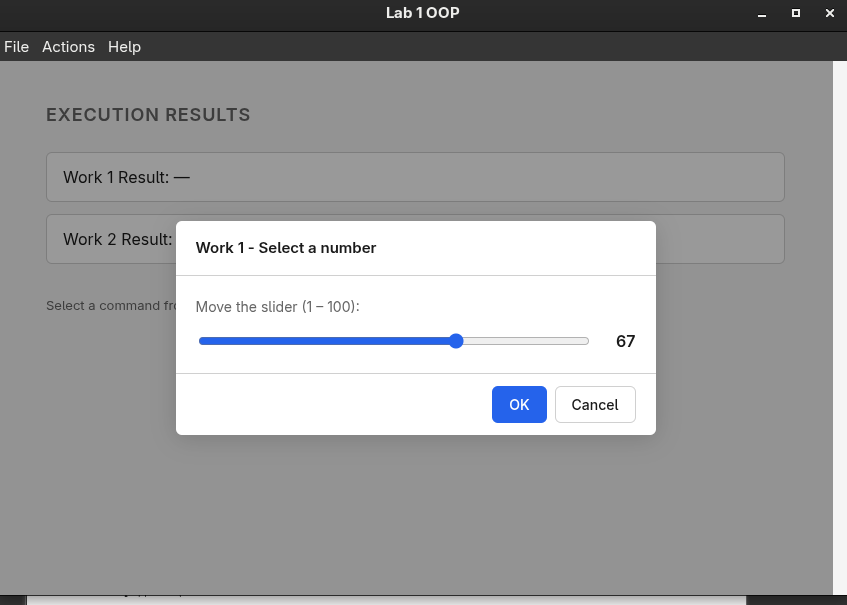 Lab 1 OOP
File Actions Help
EXECUTION RESULTS
Work 1 Result: —
Work 2 Result:
Select a command
Work 1 - Select a number
Move the slider (1 – 100):
67
OK Cancel